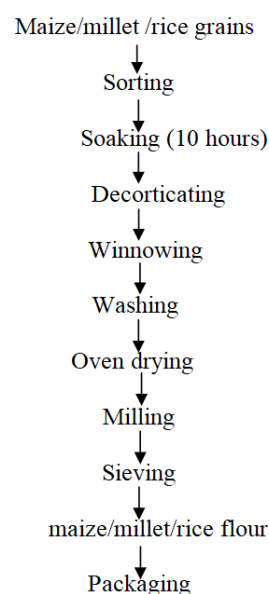 Maize/millet /rice grains
Sorting
Soaking (10 hours)
Decorticating
Winnowing
Washing
Oven drying
Milling
Sieving
maize/millet/rice flour
Packaging